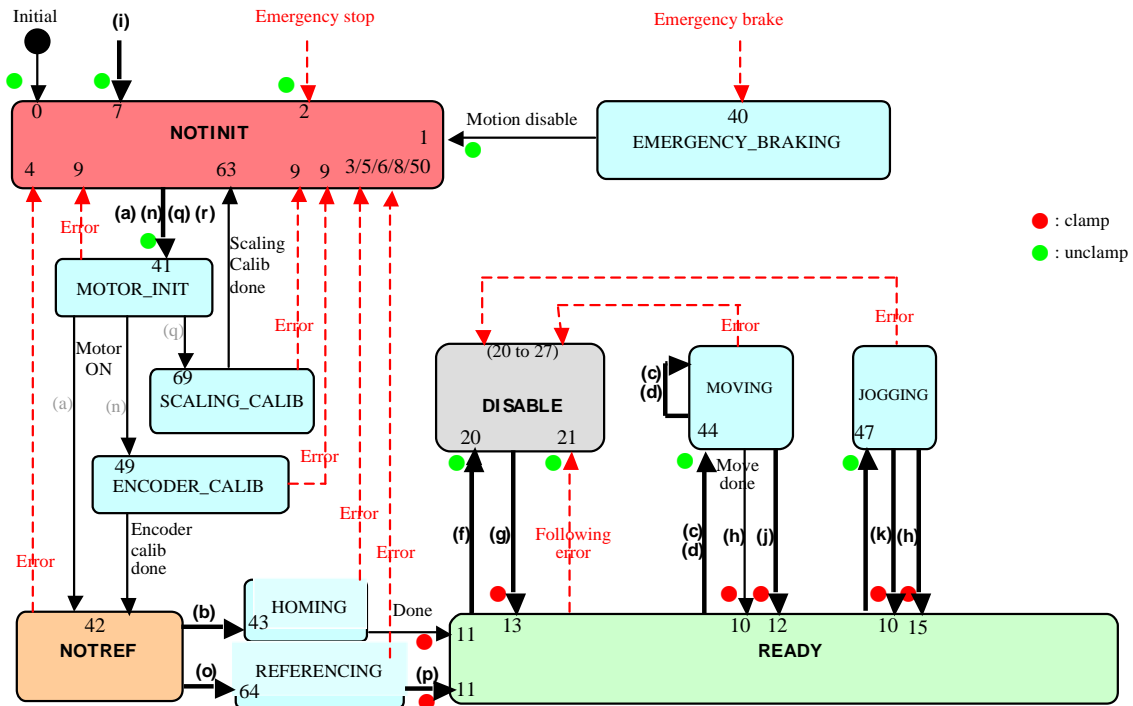 Initial
(i)
Emergency stop
Emergency brake
0
7
2
NOTINIT
1
4
9
63
9
9
3/5/6/8/50
Motion disable
40
EMERGENCY_BRAKING
: clamp
: unclamp
Error
(a) (n) (q) (r)
Scaling
Calib
done
41
MOTOR_INIT
Motor
ON
(q)
(a)
(n)
Error
69
SCALING_CALIB
Error
49
ENCODER_CALIB
Encoder
calib
done
Error
Error
Error
(20 to 27)
DISABLE
20
21
Error
MOVING
44
(c)
(d)
Error
JOGGING
47
(f)
(g)
Following
error
(c)
(d)
Move
done
(h)
(j)
(k)
(h)
42
NOTREF
(b)
43
HOMING
Done
11
(o)
64
REFERENCING
(p)
11
13
10
12
10
15
READY